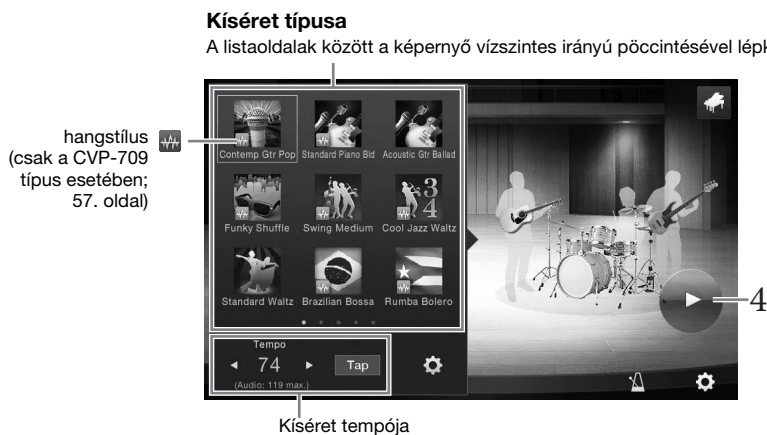 Kíséret típusa
A listaoldalak között a képernyő vízszintes irányú pöccintésével
hangstílus
(csak a CVP-709
típus esetében;
57. oldal)
Contemp Gtr Pop
Standard Piano Bld
Acoustic Gtr Ballad
3
4
Funky Shuffle
Swing Medium
Cool Jazz Waltz
Standard Waltz
Brazilian Bossa
Rumba Bolero
4
Tempo
74
Tap
(Audio: 119 max.)
Kíséret tempója